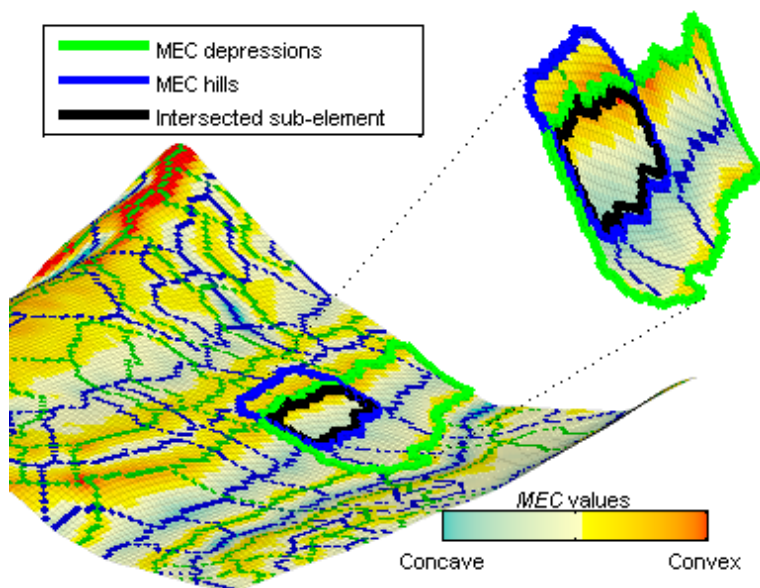 MEC depressions
MEC hills
Intersected sub-element
MEC values
Concave
Convex